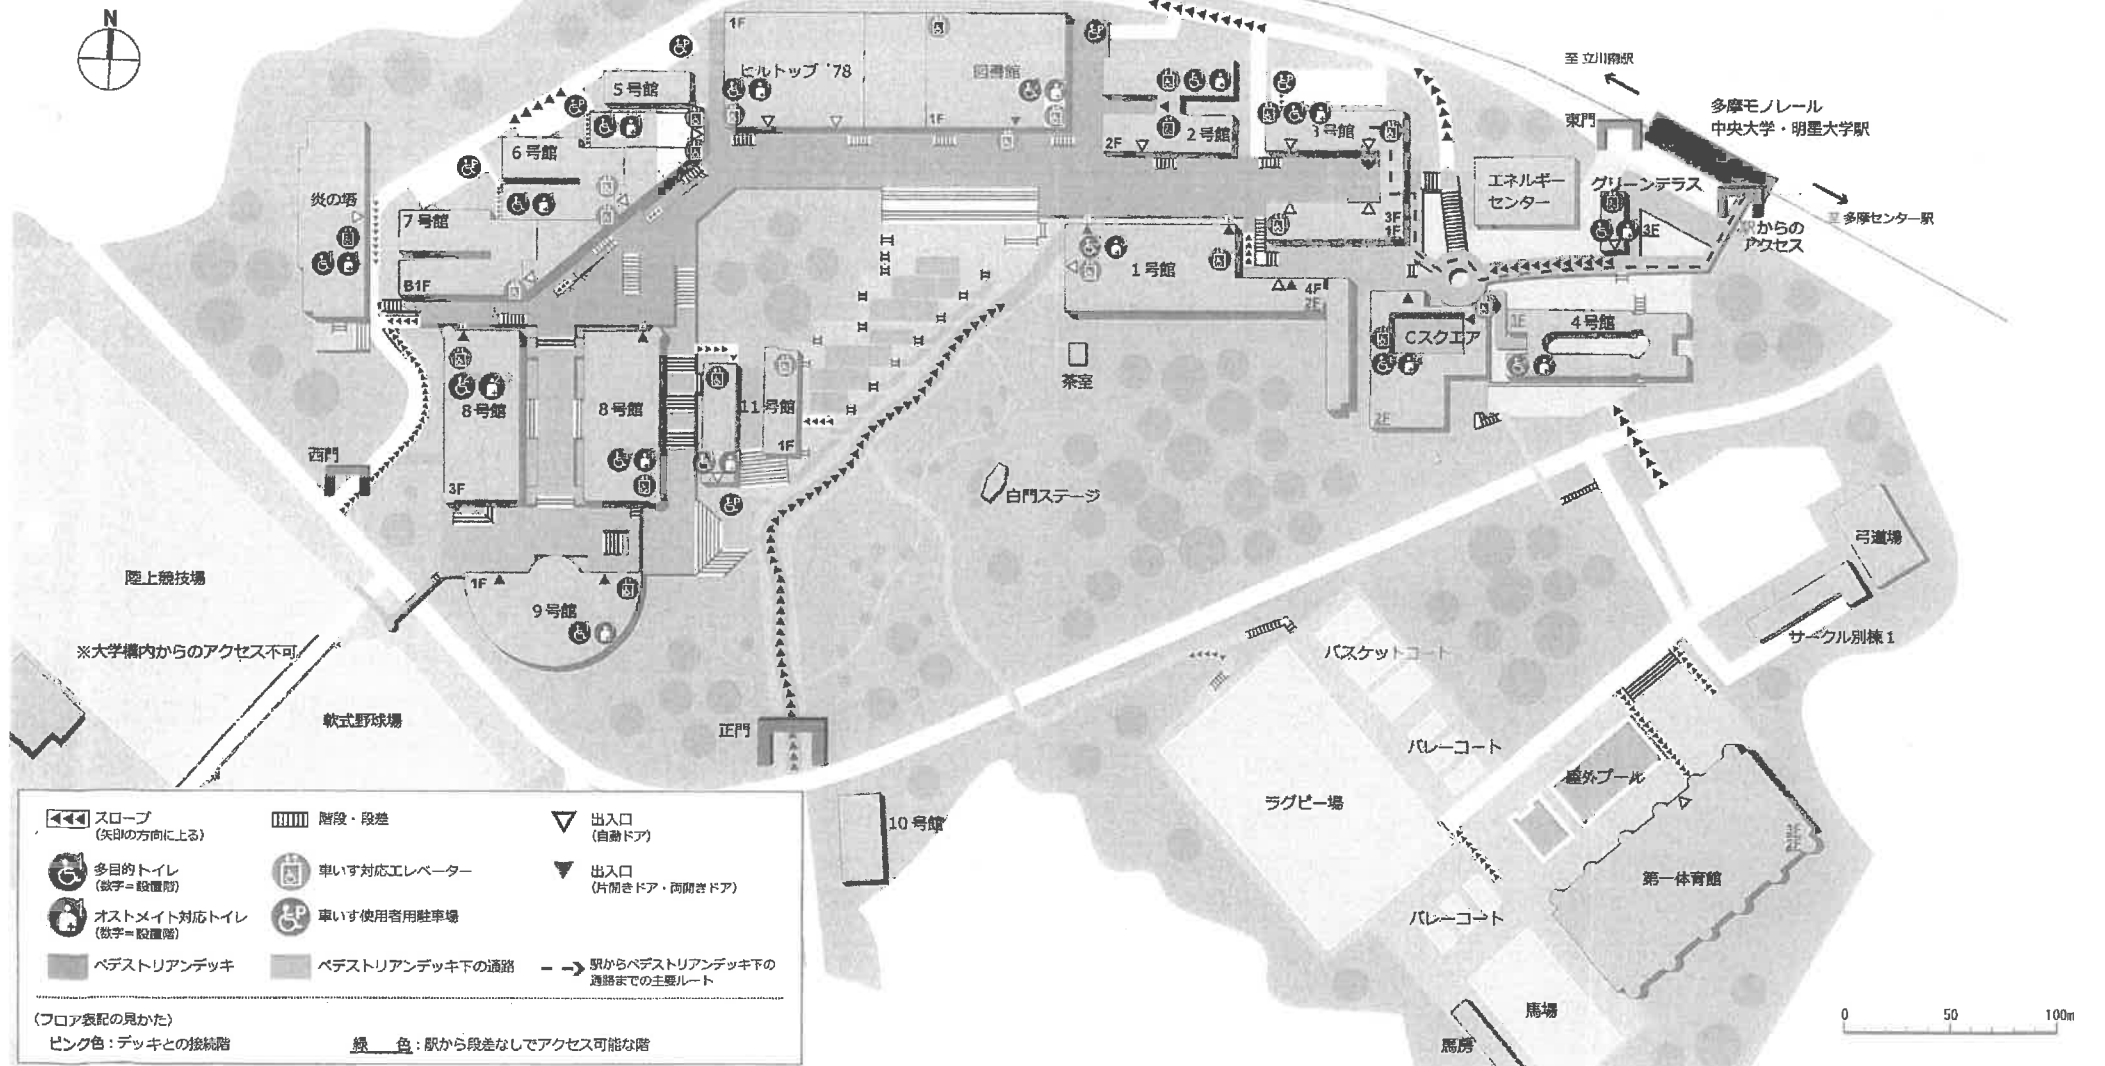 N
至 立川南駅
多摩モノレール
中央大学・明星大学駅
東門
至 多摩センター駅
駅からの
アクセス
グリーンテラス
3F
エネルギー
センター
1F
ヒルトップ '78
図書館
1F
5号館
6号館
7号館
B1F
炎の塔
2号館
2F
3号館
3F
1F
1号館
4F
2F
Cスクエア
2F
4号館
1F
茶室
白門ステージ
8号館
3F
8号館
11号館
1F
西門
9号館
1F
陸上競技場
※大学構内からのアクセス不可
軟式野球場
正門
10号館
弓道場
サークル別棟1
バスケットコート
バレーコート
ラグビー場
屋外プール
第一体育館
バレーコート
馬場
馬房
0 50 100m
スロープ
(矢印の方向に上る)
階段・段差
出入口
(自動ドア)
多目的トイレ
(数字=設置階)
車いす対応エレベーター
出入口
(片開きドア・両開きドア)
オストメイト対応トイレ
(数字=設置階)
車いす使用者用駐車場
ペデストリアンデッキ
ペデストリアンデッキ下の通路
駅からペデストリアンデッキ下の
通路までの主要ルート
(フロア表記の見かた)
ピンク色：デッキとの接続階
緑 色：駅から段差なしでアクセス可能な階